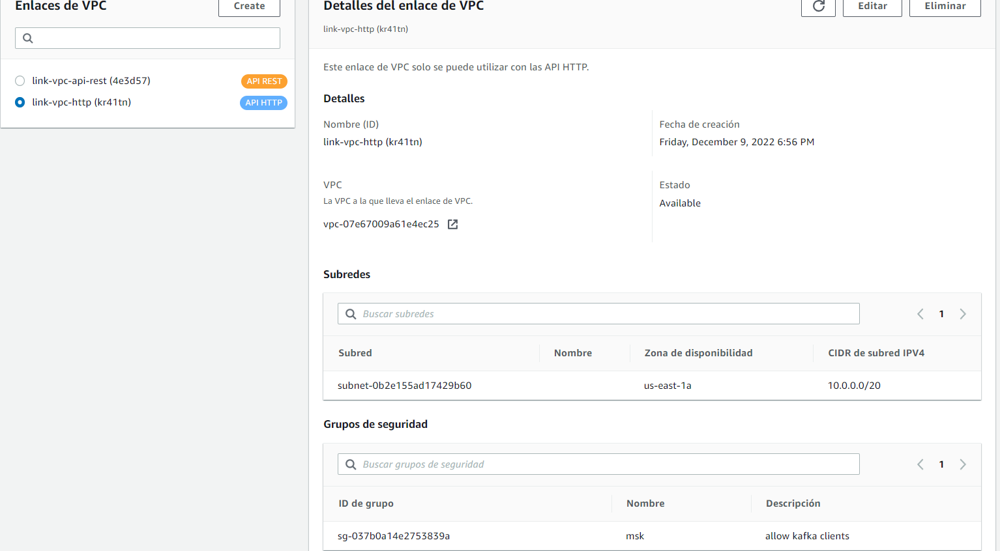 Enlaces de VPC
Create
link-vpc-api-rest (4e3d57)
API REST
link-vpc-http (kr41tn)
API HTTP
Detalles del enlace de VPC
Editar
Eliminar
link-vpc-http (kr41tn)
Este enlace de VPC solo se puede utilizar con las API HTTP.
Detalles
Nombre (ID)
link-vpc-http (kr41tn)
Fecha de creación
Friday, December 9, 2022 6:56 PM
VPC
La VPC a la que lleva el enlace de VPC.
vpc-07e67009a61e4ec25
Estado
Available
Subredes
Buscar subredes
1
Subred Nombre Zona de disponibilidad CIDR de subred IPV4
subnet-0b2e155ad17429b60 us-east-1a 10.0.0.0/20
Grupos de seguridad
Buscar grupos de seguridad
1
ID de grupo Nombre Descripción
sg-037b0a14e2753839a msk allow kafka clients